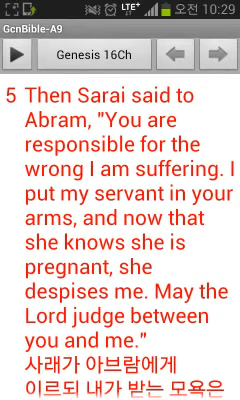 LTE 오전 10:29
GcnBible-A9
Genesis 16Ch
5 Then Sarai said to
Abram, "You are
responsible for the
wrong I am suffering. I
put my servant in your
arms, and now that
she knows she is
pregnant, she
despises me. May the
Lord judge between
you and me."
사래가 아브람에게
이르되 내가 받는 모욕은